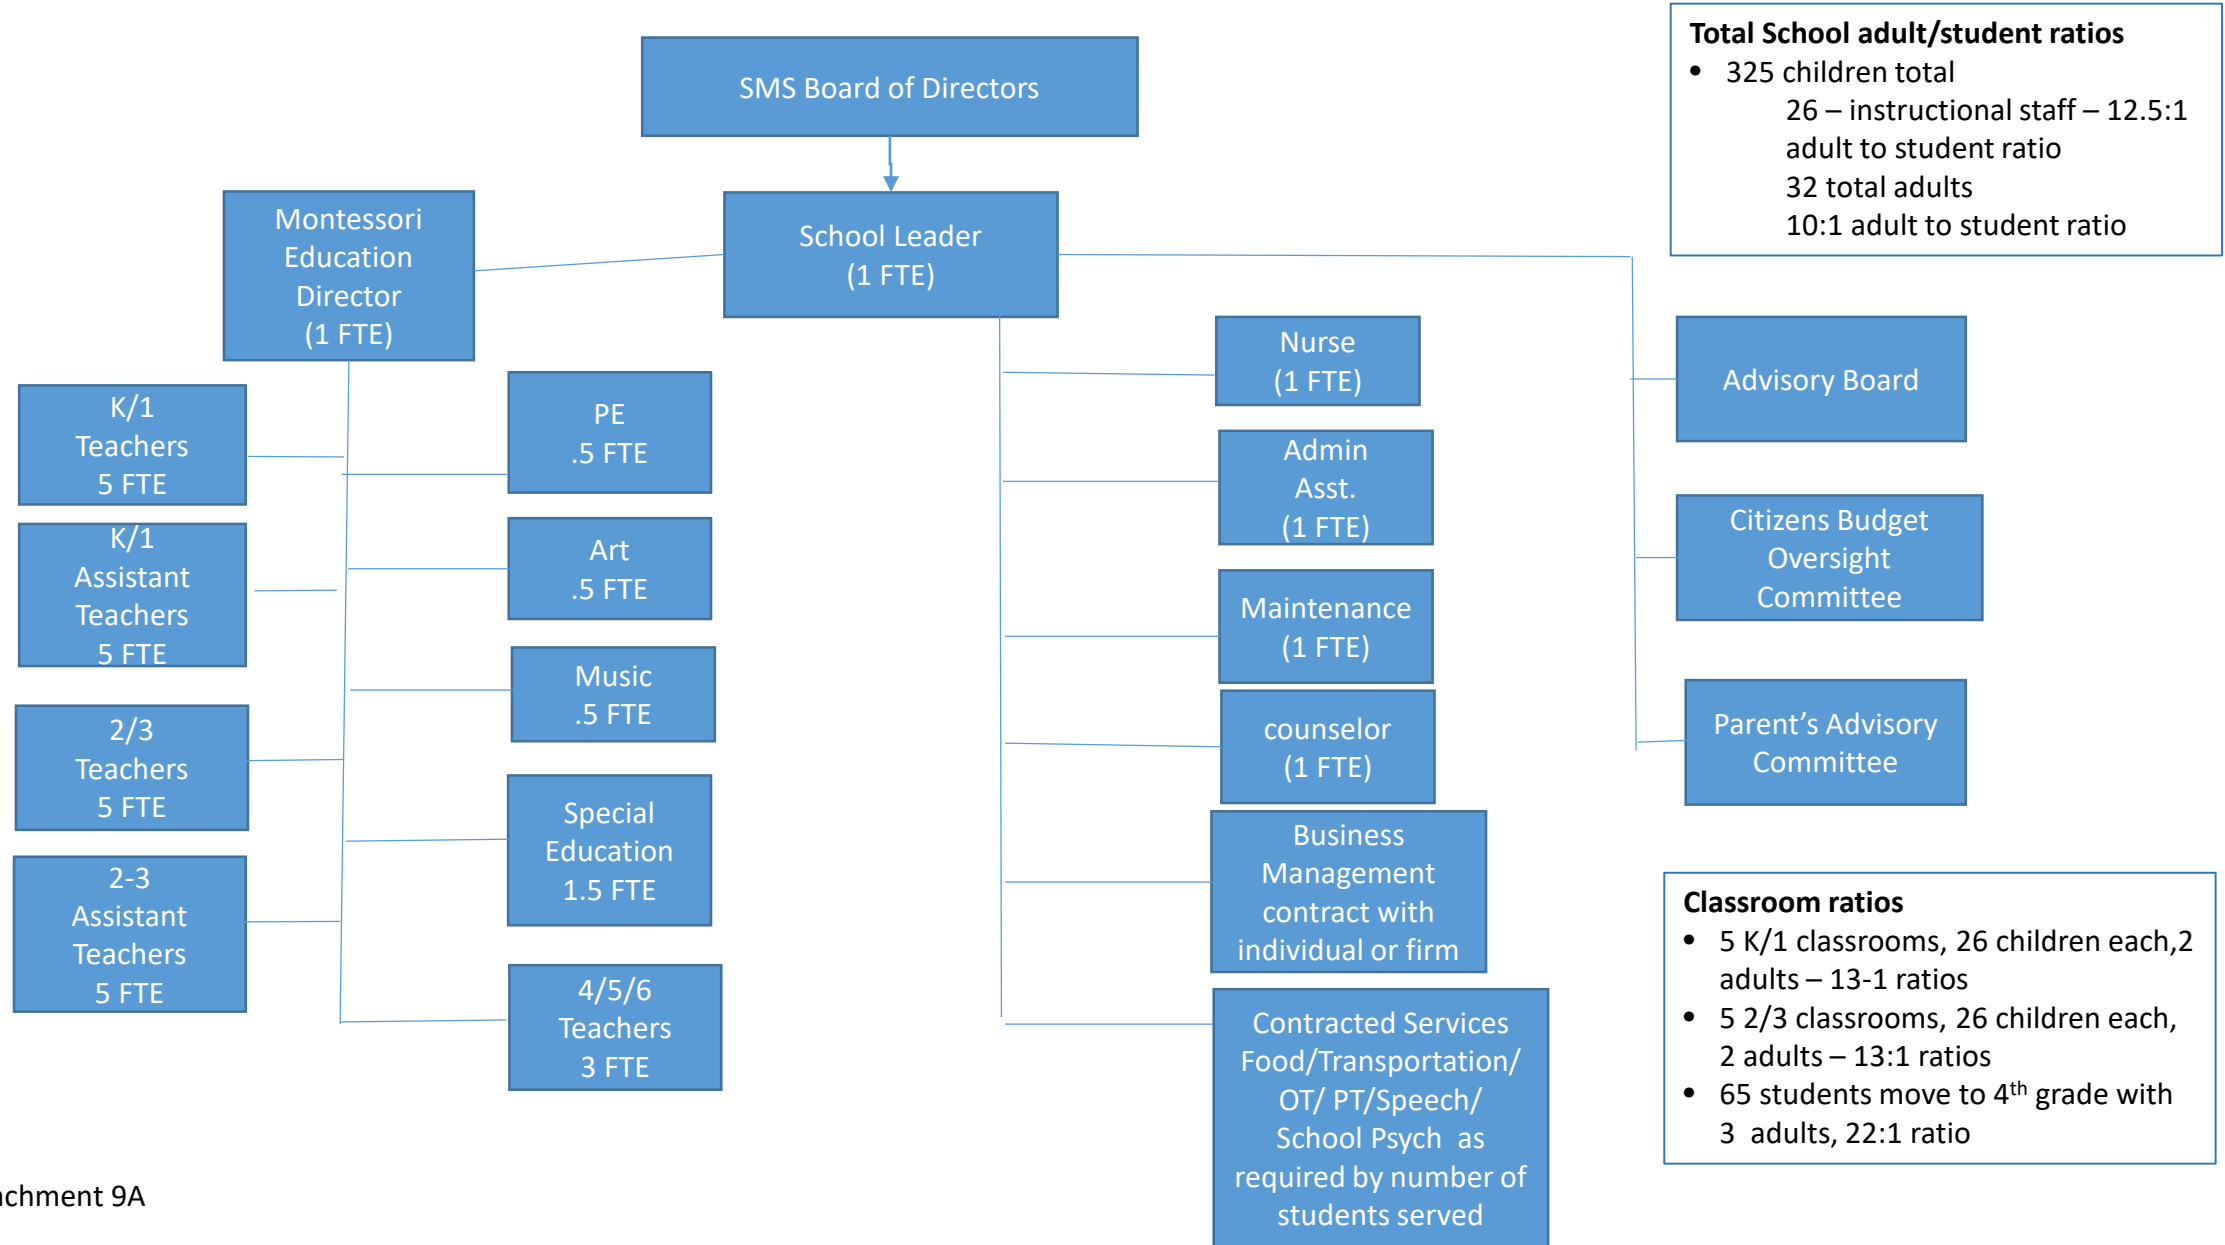 SMS Board of Directors
Total School adult/student ratios
• 325 children total
26 – instructional staff – 12.5:1
adult to student ratio
32 total adults
10:1 adult to student ratio
Montessori
Education
Director
(1 FTE)
School Leader
(1 FTE)
K/1
Teachers
5 FTE
K/1
Assistant
Teachers
5 FTE
2/3
Teachers
5 FTE
2-3
Assistant
Teachers
5 FTE
PE
.5 FTE
Art
.5 FTE
Music
.5 FTE
Special
Education
1.5 FTE
4/5/6
Teachers
3 FTE
Nurse
(1 FTE)
Admin
Asst.
(1 FTE)
Maintenance
(1 FTE)
counselor
(1 FTE)
Business
Management
contract with
individual or firm
Contracted Services
Food/Transportation/
OT/ PT/Speech/
School Psych  as
required by number of
students served
Advisory Board
Citizens Budget
Oversight
Committee
Parent’s Advisory
Committee
Classroom ratios
• 5 K/1 classrooms, 26 children each,2
adults – 13-1 ratios
• 5 2/3 classrooms, 26 children each,
2 adults – 13:1 ratios
• 65 students move to 4th grade with
3  adults, 22:1 ratio
achment 9A